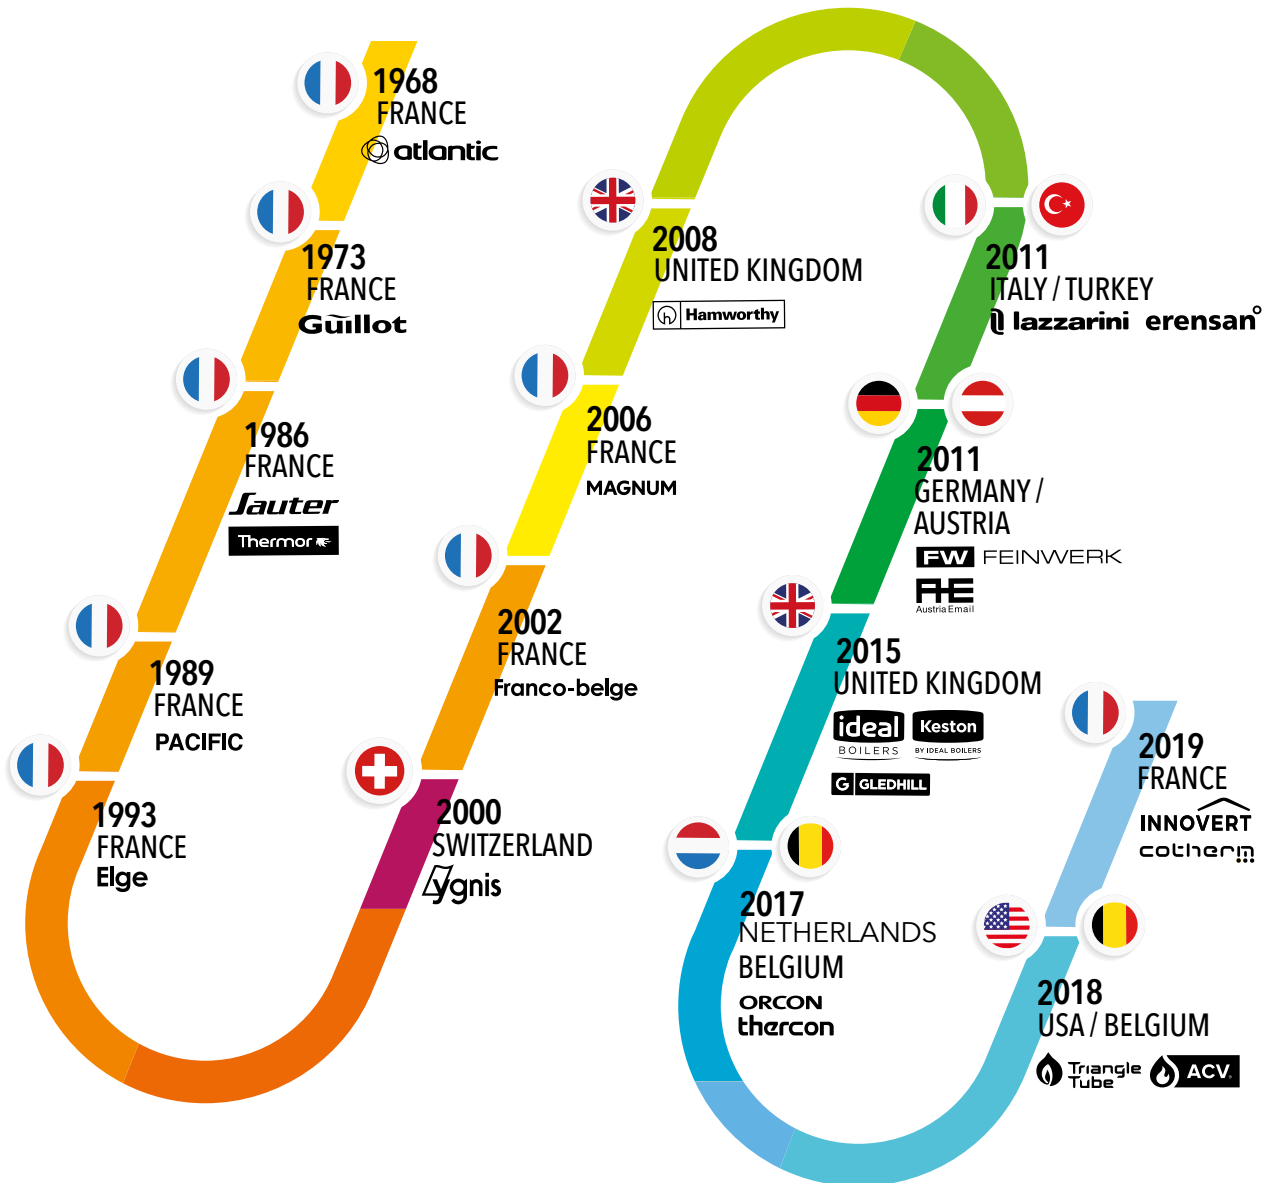 1968
FRANCE
atlantic
1973
FRANCE
Guillot
1986
FRANCE
Sauter
Thermor
1989
FRANCE
PACIFIC
1993
FRANCE
Elge
2000
SWITZERLAND
ygnis
2002
FRANCE
Franco-belge
2006
FRANCE
MAGNUM
2008
UNITED KINGDOM
h Hamworthy
2011
ITALY / TURKEY
lazzarini erensan
2011
GERMANY /
AUSTRIA
FW FEINWERK
AE
Austria Email
2015
UNITED KINGDOM
ideal
BOILERS
Keston
BY IDEAL BOILERS
G GLEDHILL
2017
NETHERLANDS
BELGIUM
ORCON
thercon
2018
USA / BELGIUM
Triangle
Tube
ACV
2019
FRANCE
INNOVERT
cotherm